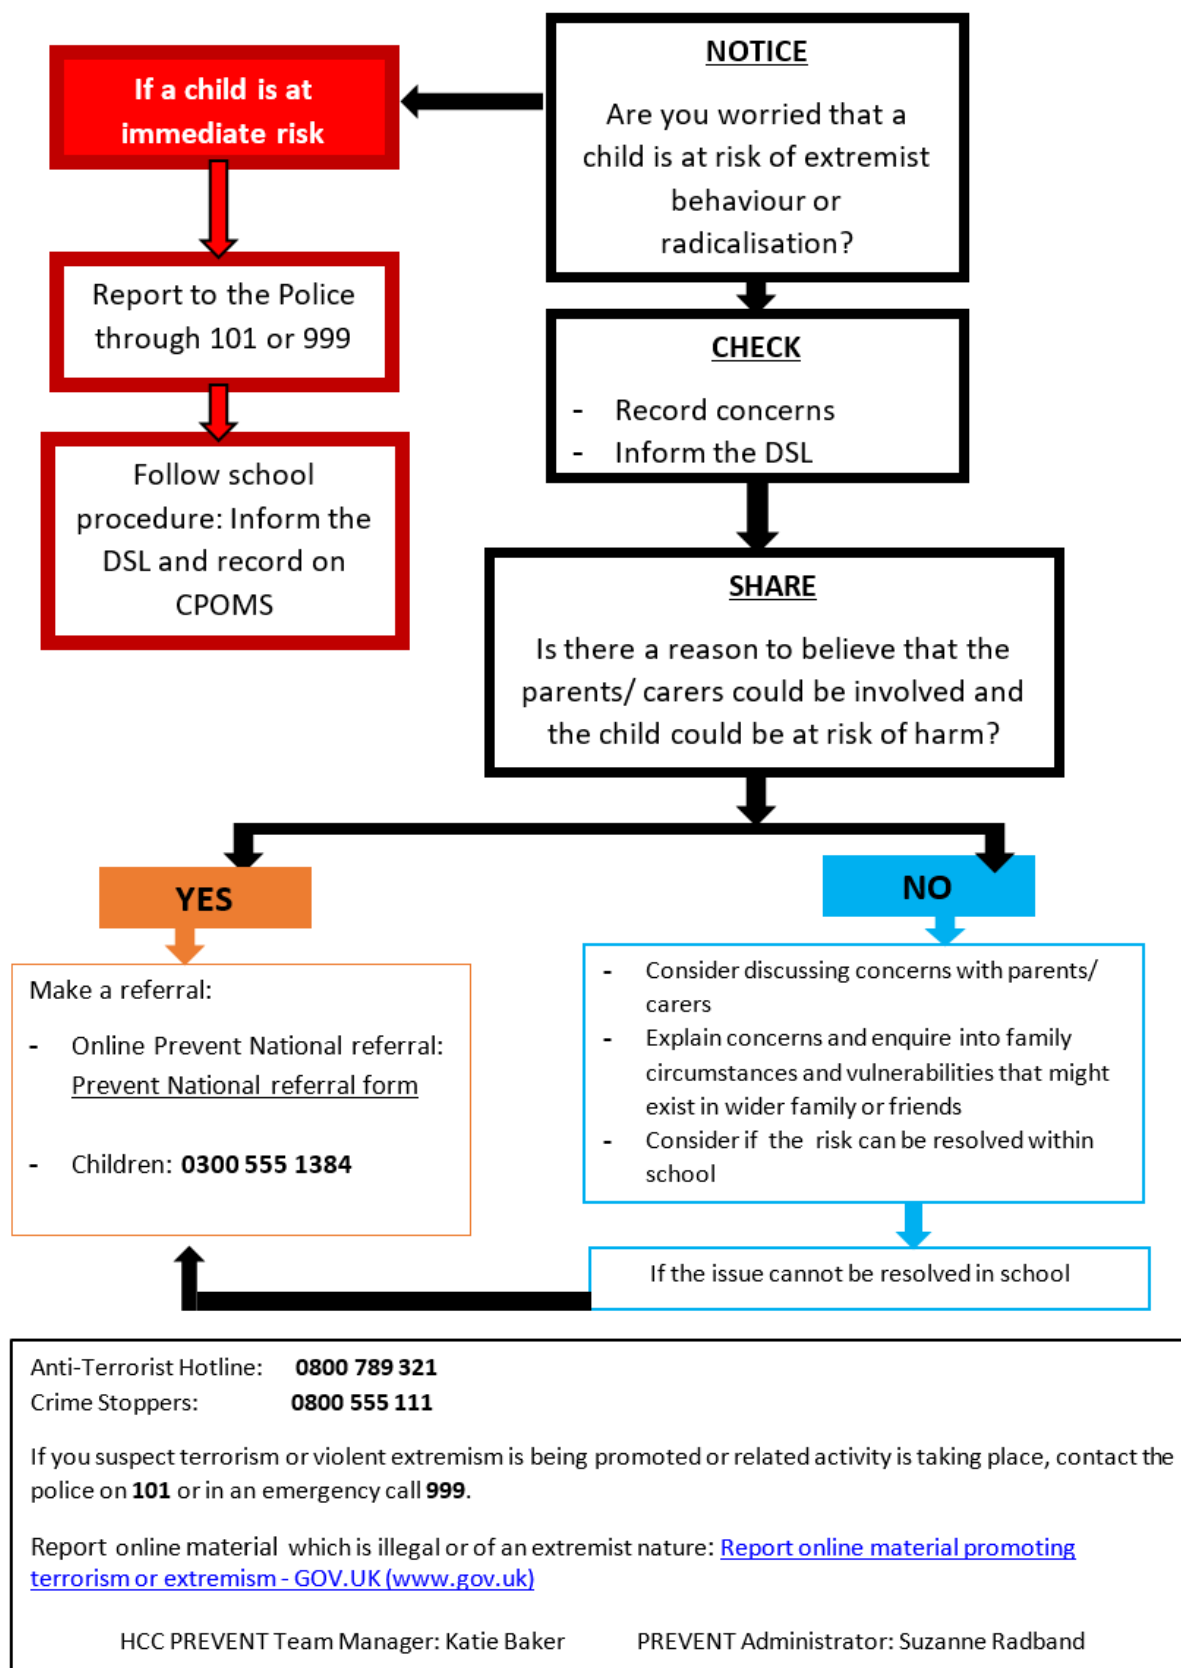 If a child is at
immediate risk
Report to the Police
through 101 or 999
Follow school
procedure: Inform the
DSL and record on
CPOMS
NOTICE
Are you worried that a
child is at risk of extremist
behaviour or
radicalisation?
CHECK
- Record concerns
- Inform the DSL
SHARE
Is there a reason to believe that the
parents/ carers could be involved and
the child could be at risk of harm?
YES
Make a referral:
- Online Prevent National referral:
Prevent National referral form
- Children: 0300 555 1384
NO
- Consider discussing concerns with parents/
carers
- Explain concerns and enquire into family
circumstances and vulnerabilities that might
exist in wider family or friends
- Consider if the risk can be resolved within
school
If the issue cannot be resolved in school
Anti-Terrorist Hotline: 0800 789 321
Crime Stoppers: 0800 555 111
If you suspect terrorism or violent extremism is being promoted or related activity is taking place, contact the
police on 101 or in an emergency call 999.
Report online material which is illegal or of an extremist nature: Report online material promoting
terrorism or extremism - GOV.UK (www.gov.uk)
HCC PREVENT Team Manager: Katie Baker PREVENT Administrator: Suzanne Radband